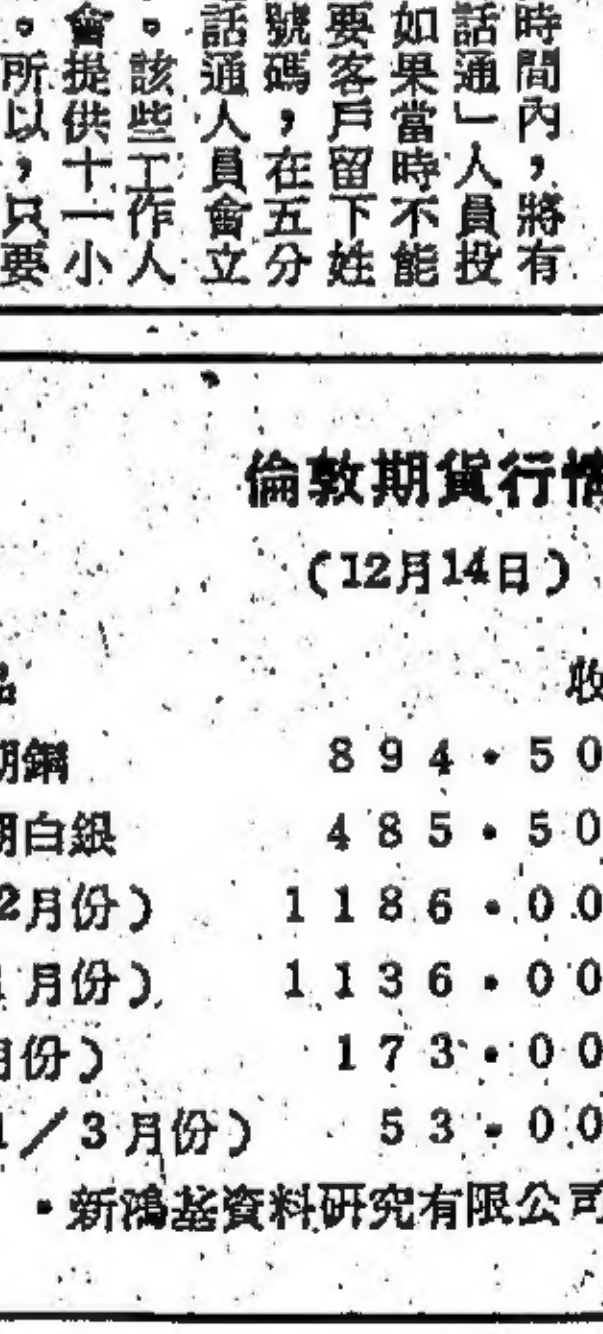 時間內，將有
話通」人員投
如果當時不能
要客戶留下姓
號碼，在五分
話通人員會立
。該些工作人
會提供十一小
。所以，只要
倫敦期貨行情
(12月14日)
品 收
期銅 894·50
期白銀 485·50
2月份) 1186·00
月份) 1136·00
月份) 173·00
1／3月份) 53·00
·新鴻基資料研究有限公司